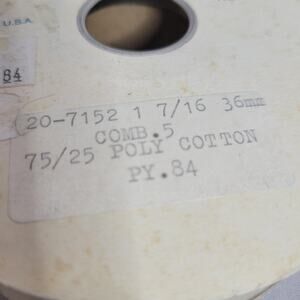 U.S.A.
84
20-7152 1 7/16 36mm
COMB.5
75/25 POLY COTTON
PY.84